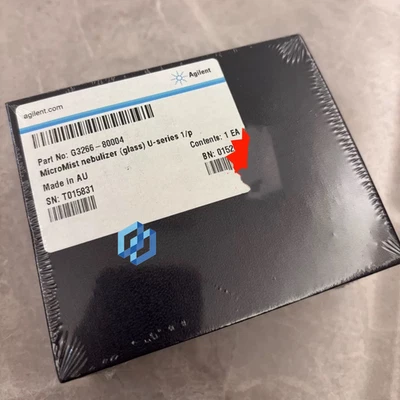 agilent.com
Agilent
Part No: G3266-80004
MicroMist nebulizer (glass) U-series 1/p
Contents: 1 EA
Made in AU
SN: T015831